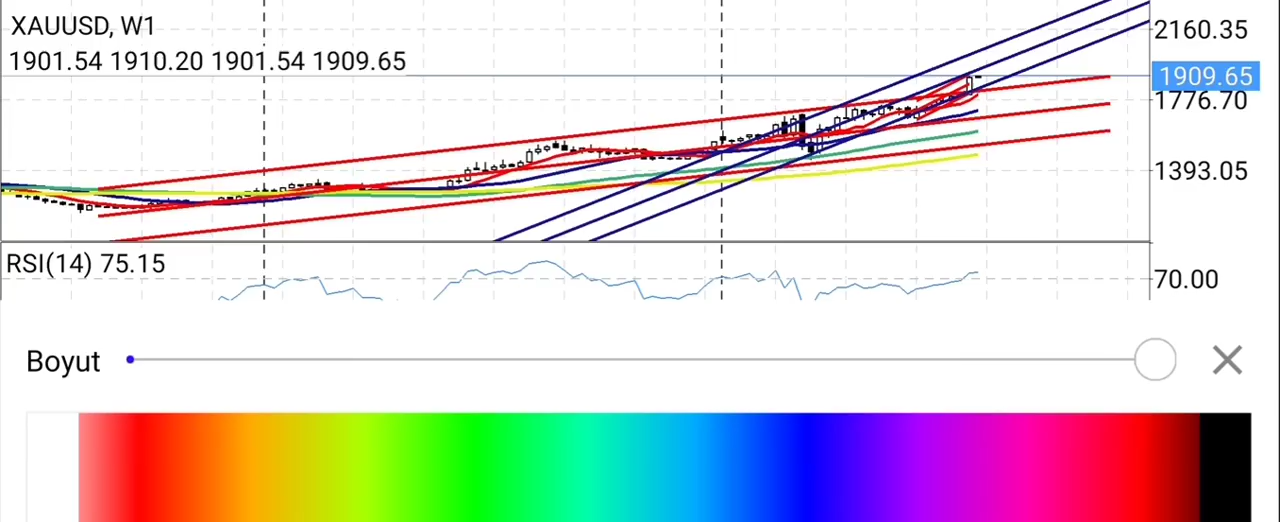 XAUUSD, W1
2160.35
1901.54 1910.20 1901.54 1909.65
1909.65
1776.70
1393.05
RSI(14) 75.15
70.00
Boyut